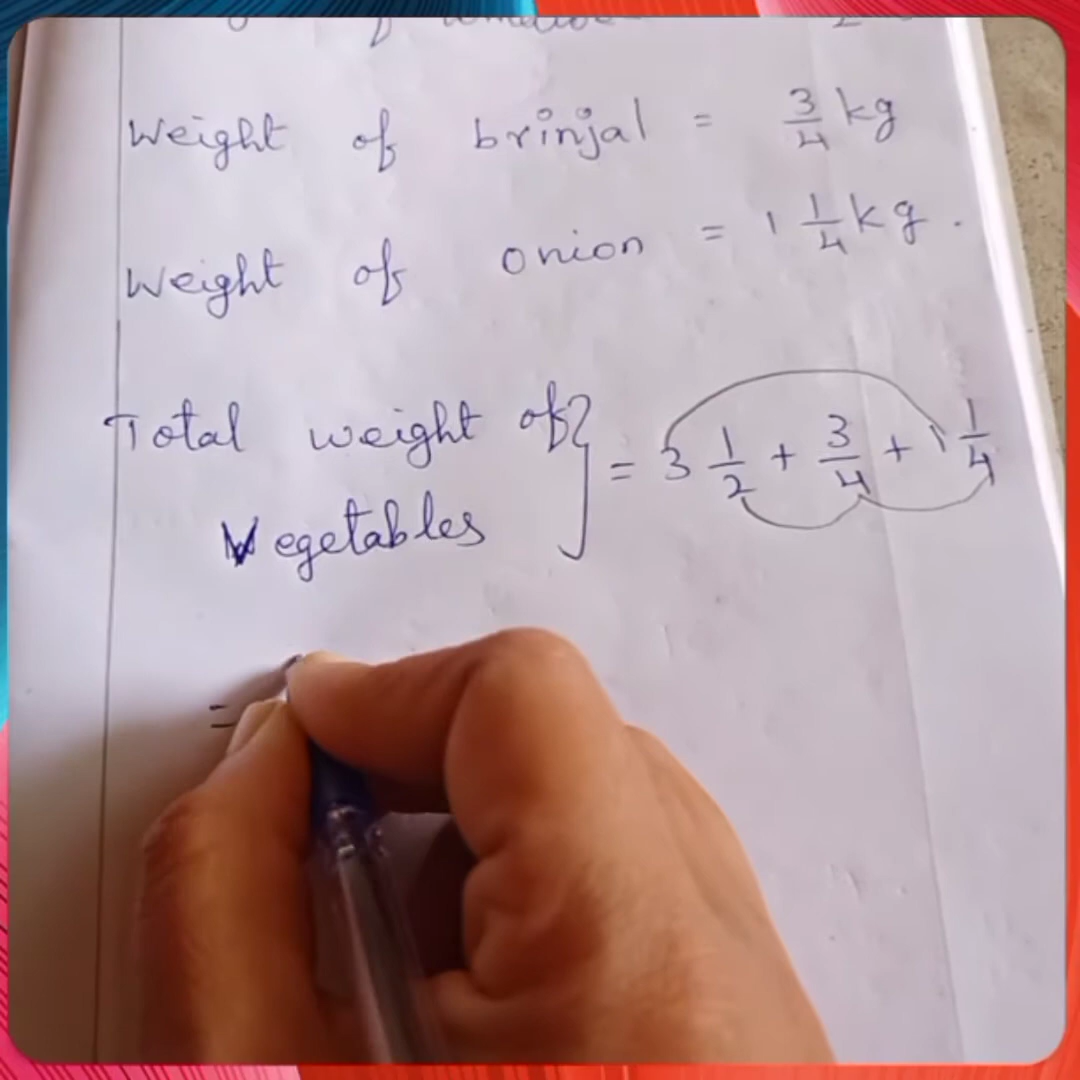 Weight of brinjal = 3/4 kg
Weight of onion = 1 1/4 kg.
Total weight of } = 3 1/2 + 3/4 + 1 1/4
Vegetables
=